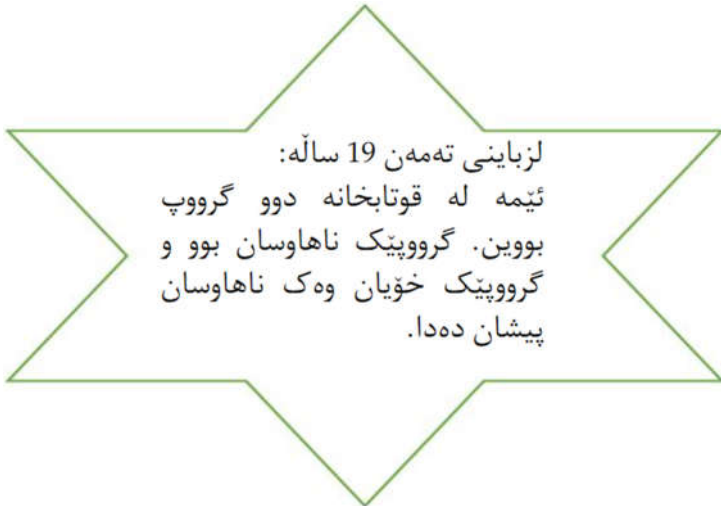 لزباینی تەمەن 19 ساڵە:
ئێمە لە قوتابخانە دوو گرووپ
بووین. گرووپێک ناهاوسان بوو و
گرووپێک خۆیان وەک ناهاوسان
پیشان دەدا.